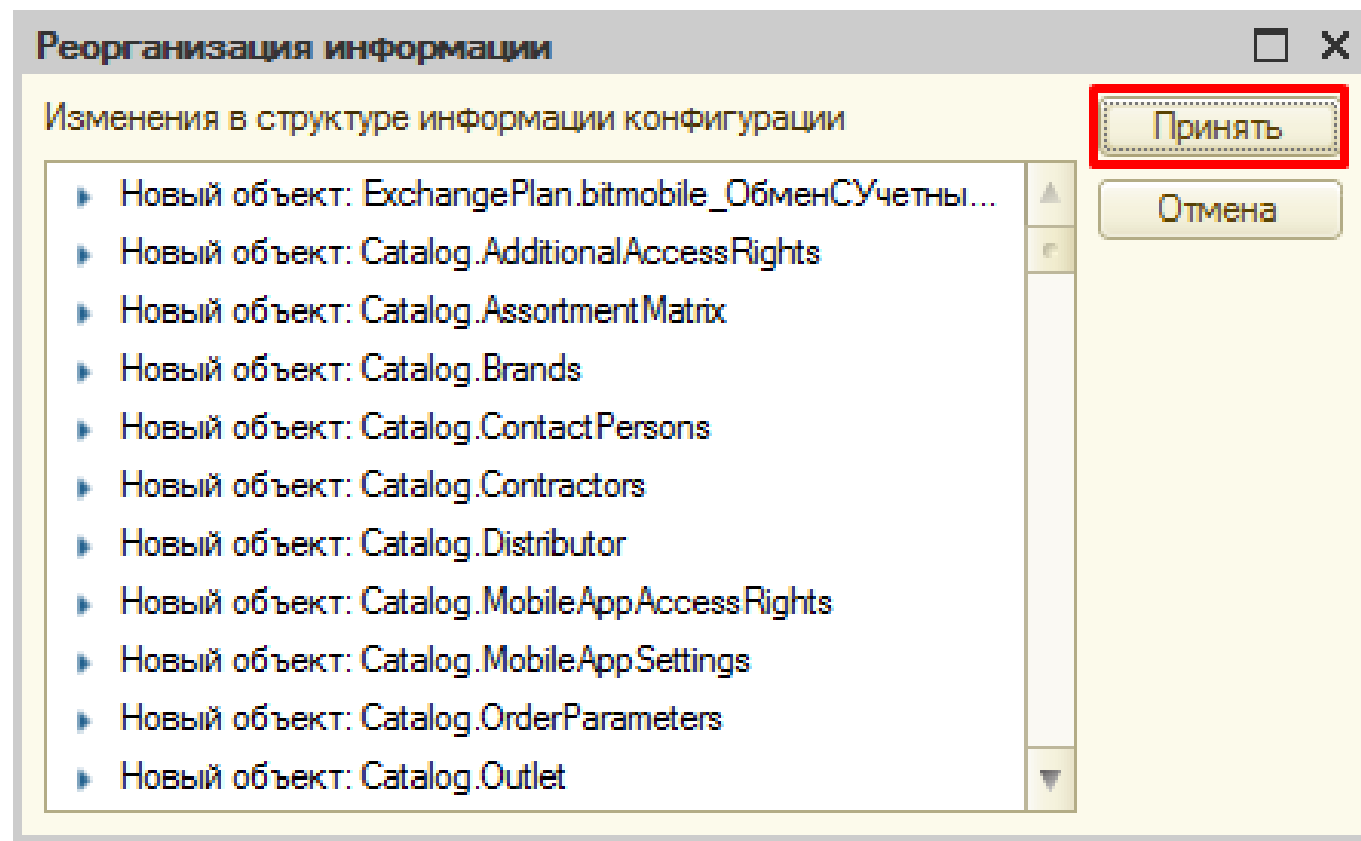 Реорганизация информации
Изменения в структуре информации конфигурации
Принять
Отмена
Новый объект: ExchangePlan.bitmobile_ОбменСУчетны...
Новый объект: Catalog.AdditionalAccessRights
Новый объект: Catalog.AssortmentMatrix
Новый объект: Catalog.Brands
Новый объект: Catalog.ContactPersons
Новый объект: Catalog.Contractors
Новый объект: Catalog.Distributor
Новый объект: Catalog.MobileAppAccessRights
Новый объект: Catalog.MobileAppSettings
Новый объект: Catalog.OrderParameters
Новый объект: Catalog.Outlet